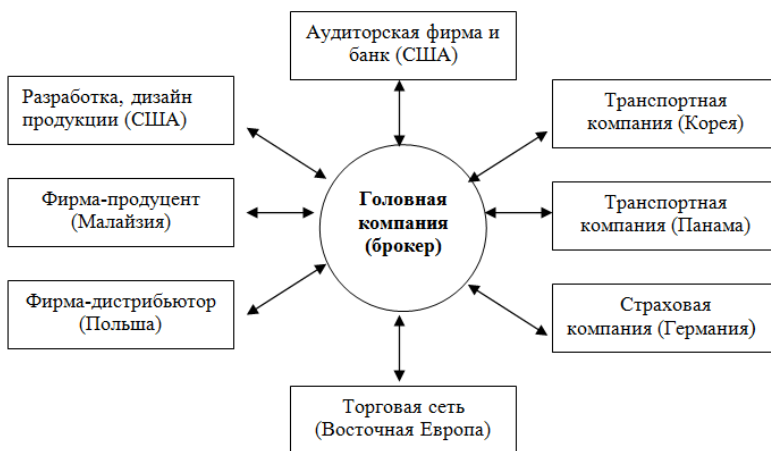 Аудиторская фирма и
банк (США)
Разработка, дизайн
продукции (США)
Транспортная
компания (Корея)
Фирма-продуцент
(Малайзия)
Головная
компания
(брокер)
Транспортная
компания (Панама)
Фирма-дистрибьютор
(Польша)
Страховая
компания (Германия)
Торговая сеть
(Восточная Европа)